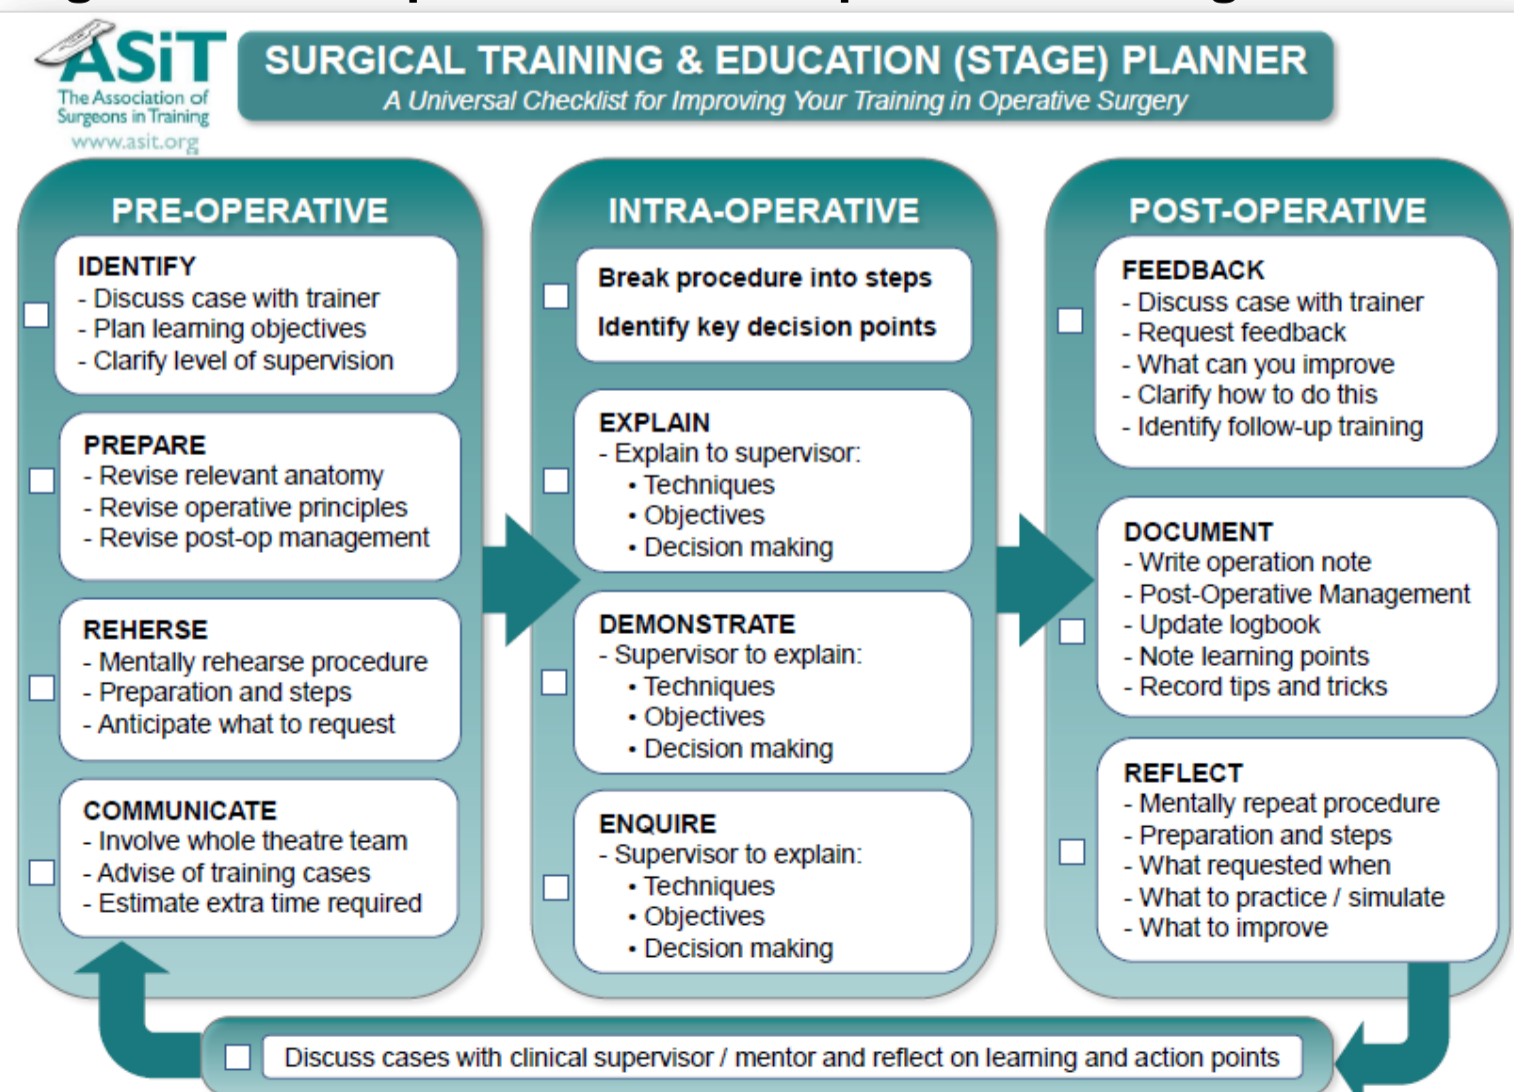 ASiT
The Association of
Surgeons in Training
www.asit.org
SURGICAL TRAINING & EDUCATION (STAGE) PLANNER
A Universal Checklist for Improving Your Training in Operative Surgery
PRE-OPERATIVE
IDENTIFY
- Discuss case with trainer
- Plan learning objectives
- Clarify level of supervision
PREPARE
- Revise relevant anatomy
- Revise operative principles
- Revise post-op management
REHERSE
- Mentally rehearse procedure
- Preparation and steps
- Anticipate what to request
COMMUNICATE
- Involve whole theatre team
- Advise of training cases
- Estimate extra time required
INTRA-OPERATIVE
Break procedure into steps
Identify key decision points
EXPLAIN
- Explain to supervisor:
• Techniques
• Objectives
• Decision making
DEMONSTRATE
- Supervisor to explain:
• Techniques
• Objectives
• Decision making
ENQUIRE
- Supervisor to explain:
• Techniques
• Objectives
• Decision making
POST-OPERATIVE
FEEDBACK
- Discuss case with trainer
- Request feedback
- What can you improve
- Clarify how to do this
- Identify follow-up training
DOCUMENT
- Write operation note
- Post-Operative Management
- Update logbook
- Note learning points
- Record tips and tricks
REFLECT
- Mentally repeat procedure
- Preparation and steps
- What requested when
- What to practice / simulate
- What to improve
Discuss cases with clinical supervisor / mentor and reflect on learning and action points